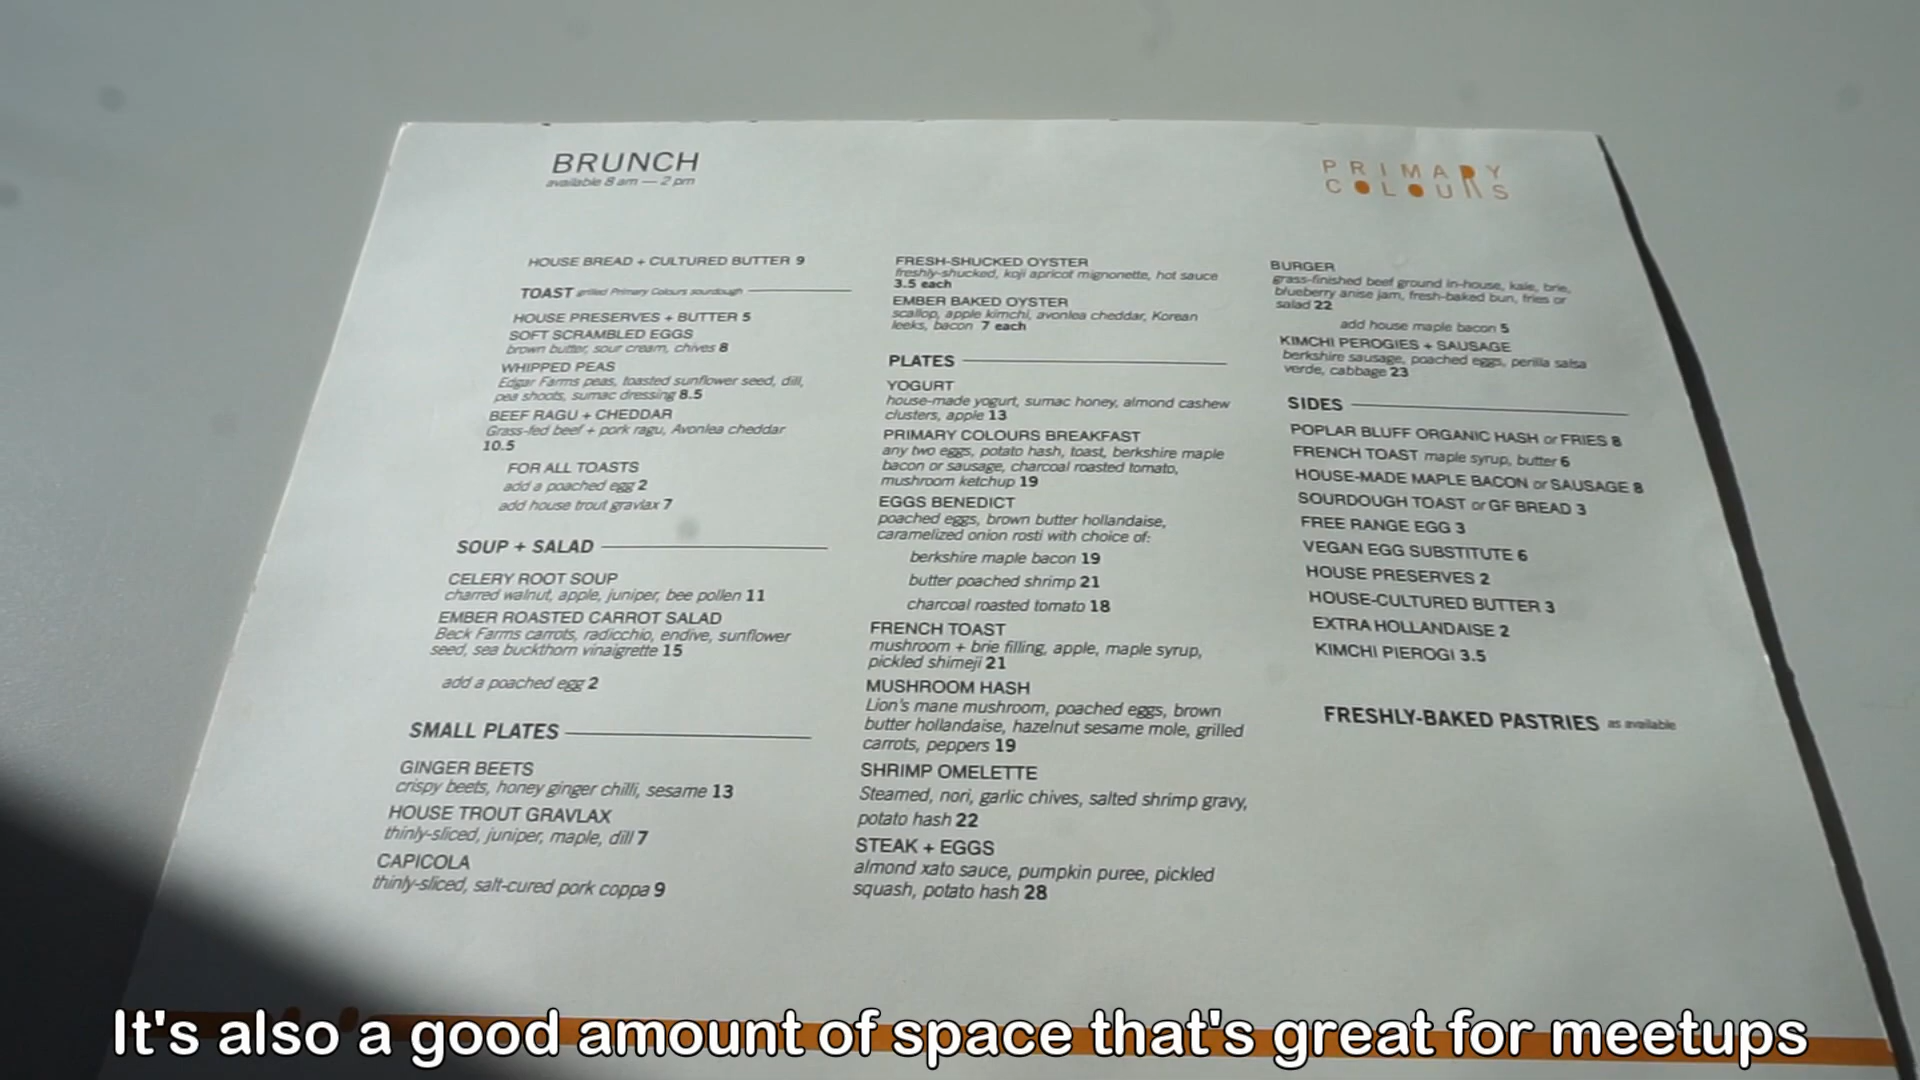 BRUNCH
available 8 am — 2 pm
PRIMARY
COLOURS
HOUSE BREAD + CULTURED BUTTER 9
TOAST grilled Primary Colours sourdough
HOUSE PRESERVES + BUTTER 5
SOFT SCRAMBLED EGGS
brown butter, sour cream, chives 8
WHIPPED PEAS
Edgar Farms peas, toasted sunflower seed, dill,
pea shoots, sumac dressing 8.5
BEEF RAGU + CHEDDAR
Grass-fed beef + pork ragu, Avonlea cheddar
10.5
FOR ALL TOASTS
add a poached egg 2
add house trout gravlax 7
SOUP + SALAD
CELERY ROOT SOUP
charred walnut, apple, juniper, bee pollen 11
EMBER ROASTED CARROT SALAD
Beck Farms carrots, radicchio, endive, sunflower
seed, sea buckthorn vinaigrette 15
add a poached egg 2
SMALL PLATES
GINGER BEETS
crispy beets, honey ginger chilli, sesame 13
HOUSE TROUT GRAVLAX
thinly-sliced, juniper, maple, dill 7
CAPICOLA
thinly-sliced, salt-cured pork coppa 9
FRESH-SHUCKED OYSTER
freshly-shucked, koji apricot mignonette, hot sauce
3.5 each
EMBER BAKED OYSTER
scallop, apple kimchi, avonlea cheddar, Korean
leeks, bacon 7 each
PLATES
YOGURT
house-made yogurt, sumac honey, almond cashew
clusters, apple 13
PRIMARY COLOURS BREAKFAST
any two eggs, potato hash, toast, berkshire maple
bacon or sausage, charcoal roasted tomato,
mushroom ketchup 19
EGGS BENEDICT
poached eggs, brown butter hollandaise,
caramelized onion rosti with choice of:
berkshire maple bacon 19
butter poached shrimp 21
charcoal roasted tomato 18
FRENCH TOAST
mushroom + brie filling, apple, maple syrup,
pickled shimeji 21
MUSHROOM HASH
Lion's mane mushroom, poached eggs, brown
butter hollandaise, hazelnut sesame mole, grilled
carrots, peppers 19
SHRIMP OMELETTE
Steamed, nori, garlic chives, salted shrimp gravy,
potato hash 22
STEAK + EGGS
almond xato sauce, pumpkin puree, pickled
squash, potato hash 28
BURGER
grass-finished beef ground in-house, kale, brie,
blueberry anise jam, fresh-baked bun, fries or
salad 22
add house maple bacon 5
KIMCHI PEROGIES + SAUSAGE
berkshire sausage, poached eggs, perilla salsa
verde, cabbage 23
SIDES
POPLAR BLUFF ORGANIC HASH or FRIES 8
FRENCH TOAST maple syrup, butter 6
HOUSE-MADE MAPLE BACON or SAUSAGE 8
SOURDOUGH TOAST or GF BREAD 3
FREE RANGE EGG 3
VEGAN EGG SUBSTITUTE 6
HOUSE PRESERVES 2
HOUSE-CULTURED BUTTER 3
EXTRA HOLLANDAISE 2
KIMCHI PIEROGI 3.5
FRESHLY-BAKED PASTRIES as available
It's also a good amount of space that's great for meetups